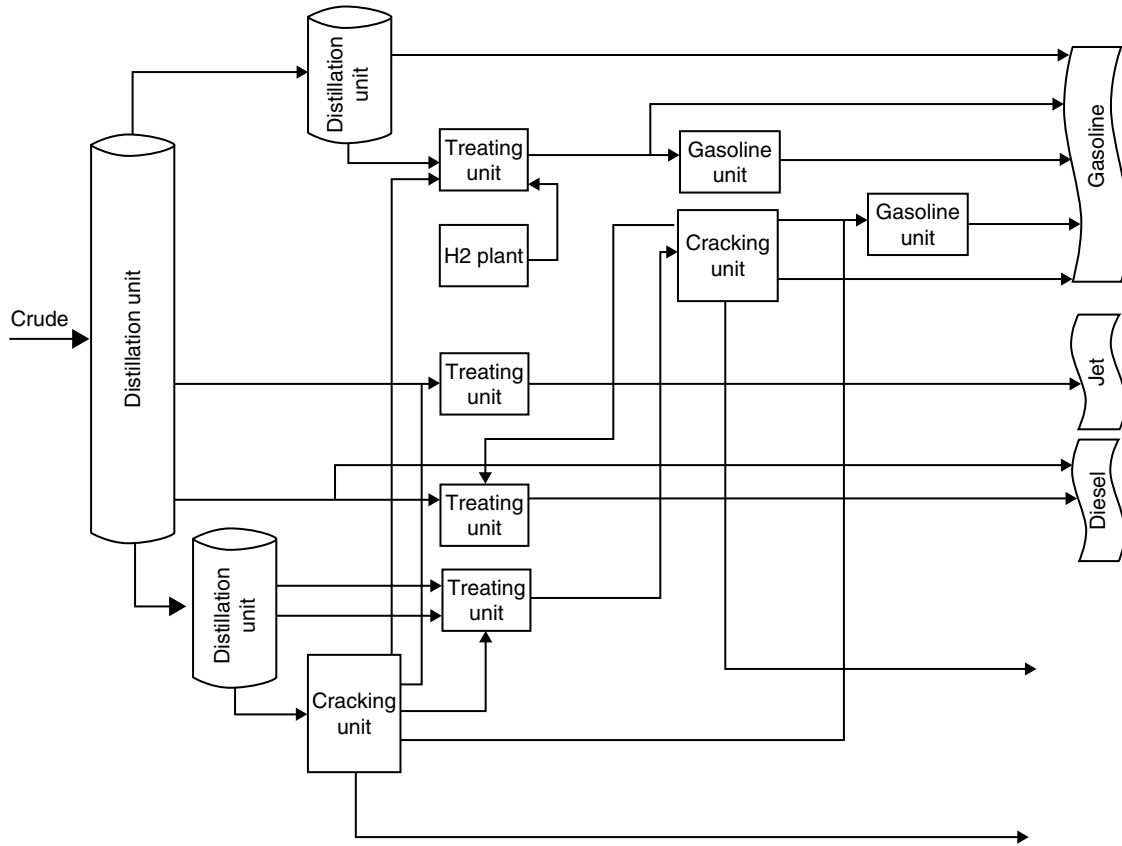 Distillation
unit
Gasoline
Treating
unit
Gasoline
unit
Gasoline
unit
H2 plant
Cracking
unit
Distillation unit
Crude
Treating
unit
Jet
Treating
unit
Diesel
Distillation
unit
Treating
unit
Cracking
unit